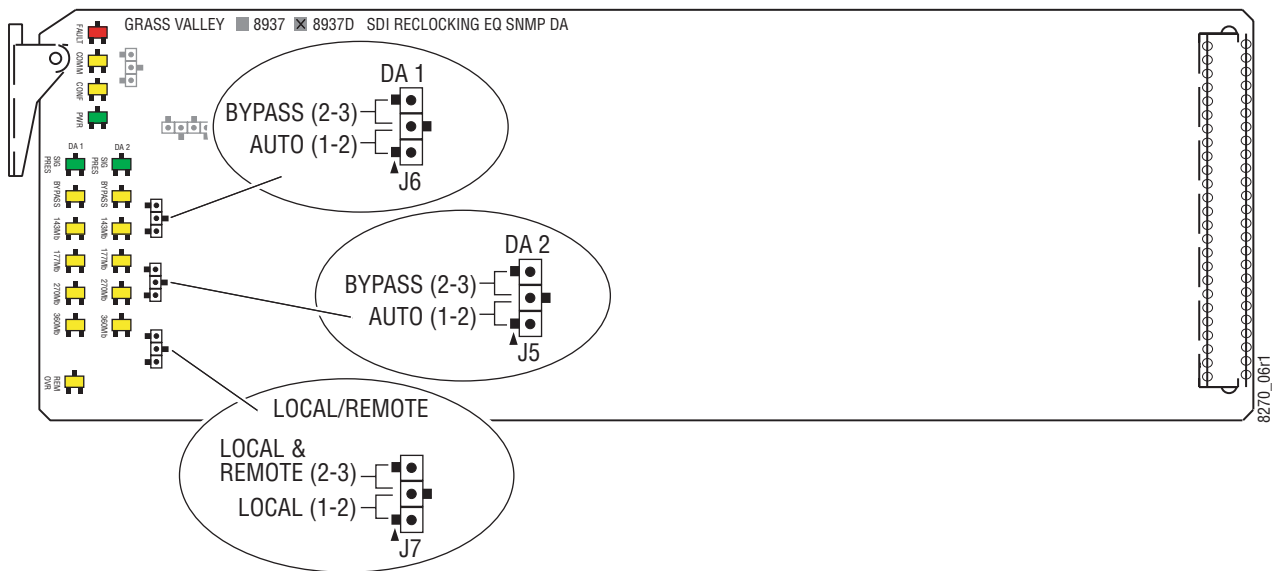 GRASS VALLEY 8937 8937D SDI RECLOCKING EQ SNMP DA
FAULT
COMM
CONF
PWR
DA 1
BYPASS (2-3)
AUTO (1-2)
J6
DA 1 DA 2
SIG PRES SIG PRES
BYPASS BYPASS
143Mb 143Mb
177Mb 177Mb
270Mb 270Mb
360Mb 360Mb
REM OVR
DA 2
BYPASS (2-3)
AUTO (1-2)
J5
LOCAL/REMOTE
LOCAL &
REMOTE (2-3)
LOCAL (1-2)
J7
8270_06r1